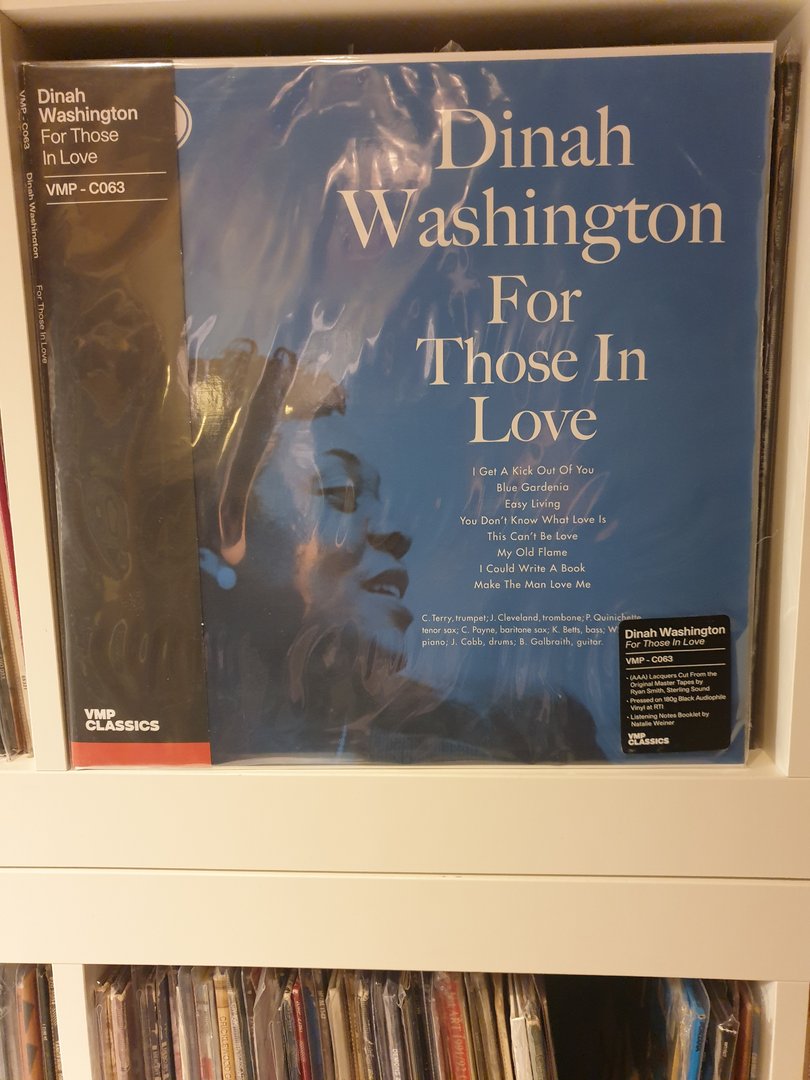 Dinah
Washington
For Those
In Love
VMP - C063
VMP - C063
Dinah Washington
For Those In Love
VMP
CLASSICS
Dinah
Washington
For
Those In
Love
I Get A Kick Out Of You
Blue Gardenia
Easy Living
You Don't Know What Love Is
This Can't Be Love
My Old Flame
I Could Write A Book
Make The Man Love Me
C. Terry, trumpet; J. Cleveland, trombone; P. Quinichette,
tenor sax; C. Payne, baritone sax; K. Betts, bass;
piano; J. Cobb, drums; B. Galbraith, guitar.
Dinah Washington
For Those In Love
VMP - C063
· (AAA) Lacquers Cut From the
Original Master Tapes by
Ryan Smith, Sterling Sound
· Pressed on 180g Black Audiophile
Vinyl at RTI
· Listening Notes Booklet by
Natalie Weiner
VMP
CLASSICS